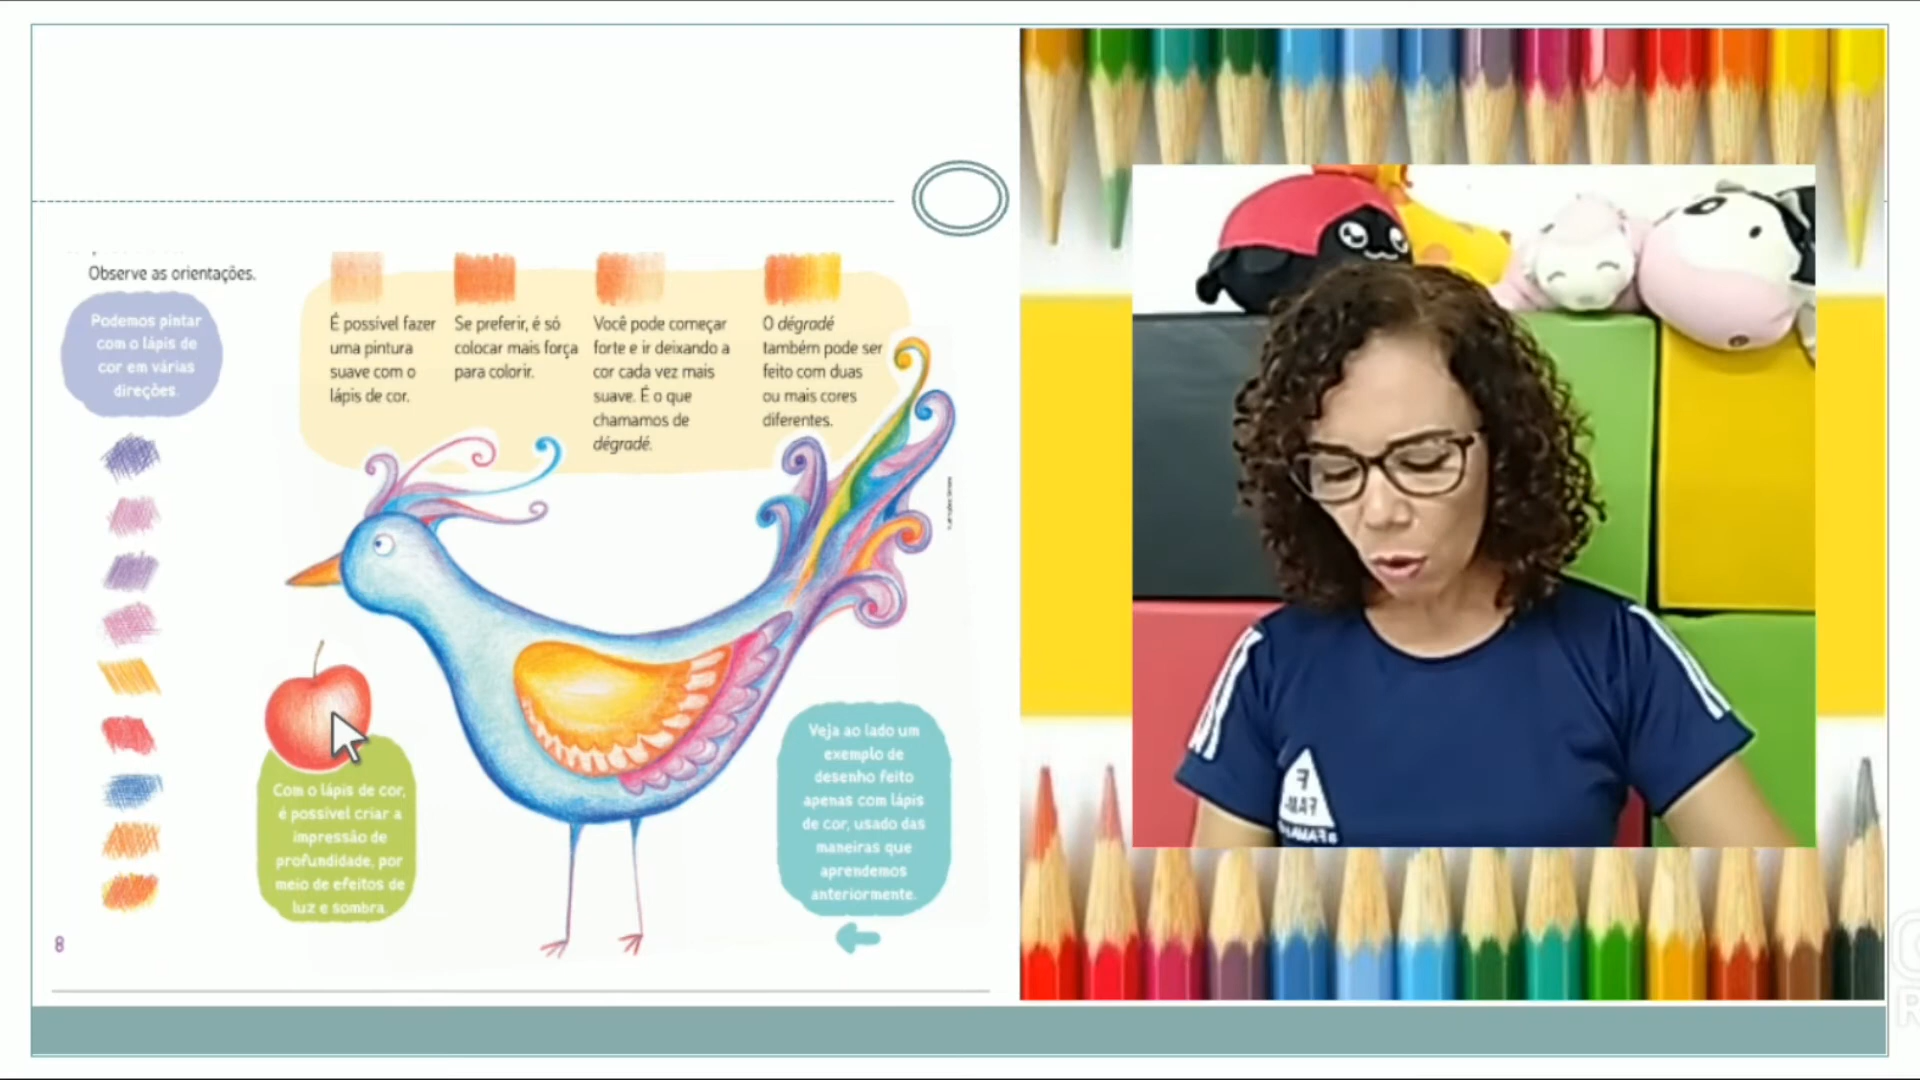 Observe as orientações.
Podemos pintar
com o lápis de
cor em várias
direções.
É possível fazer
uma pintura
suave com o
lápis de cor.
Se preferir, é só
colocar mais força
para colorir.
Você pode começar
forte e ir deixando a
cor cada vez mais
suave. É o que
chamamos de
dégradé.
O dégradé
também pode ser
feito com duas
ou mais cores
diferentes.
Com o lápis de cor,
é possível criar a
impressão de
profundidade, por
meio de efeitos de
luz e sombra.
Veja ao lado um
exemplo de
desenho feito
apenas com lápis
de cor, usado das
maneiras que
aprendemos
anteriormente.
8